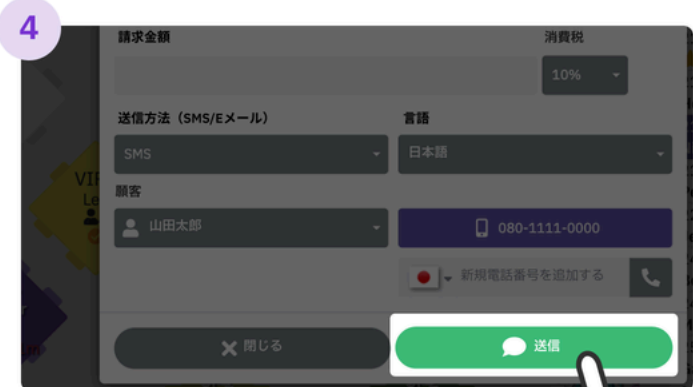 4
請求金額 消費税
10%
送信方法（SMS/Eメール） 言語
SMS 日本語
VIP
Le
顧客
山田太郎 080-1111-0000
新規電話番号を追加する
閉じる 送信